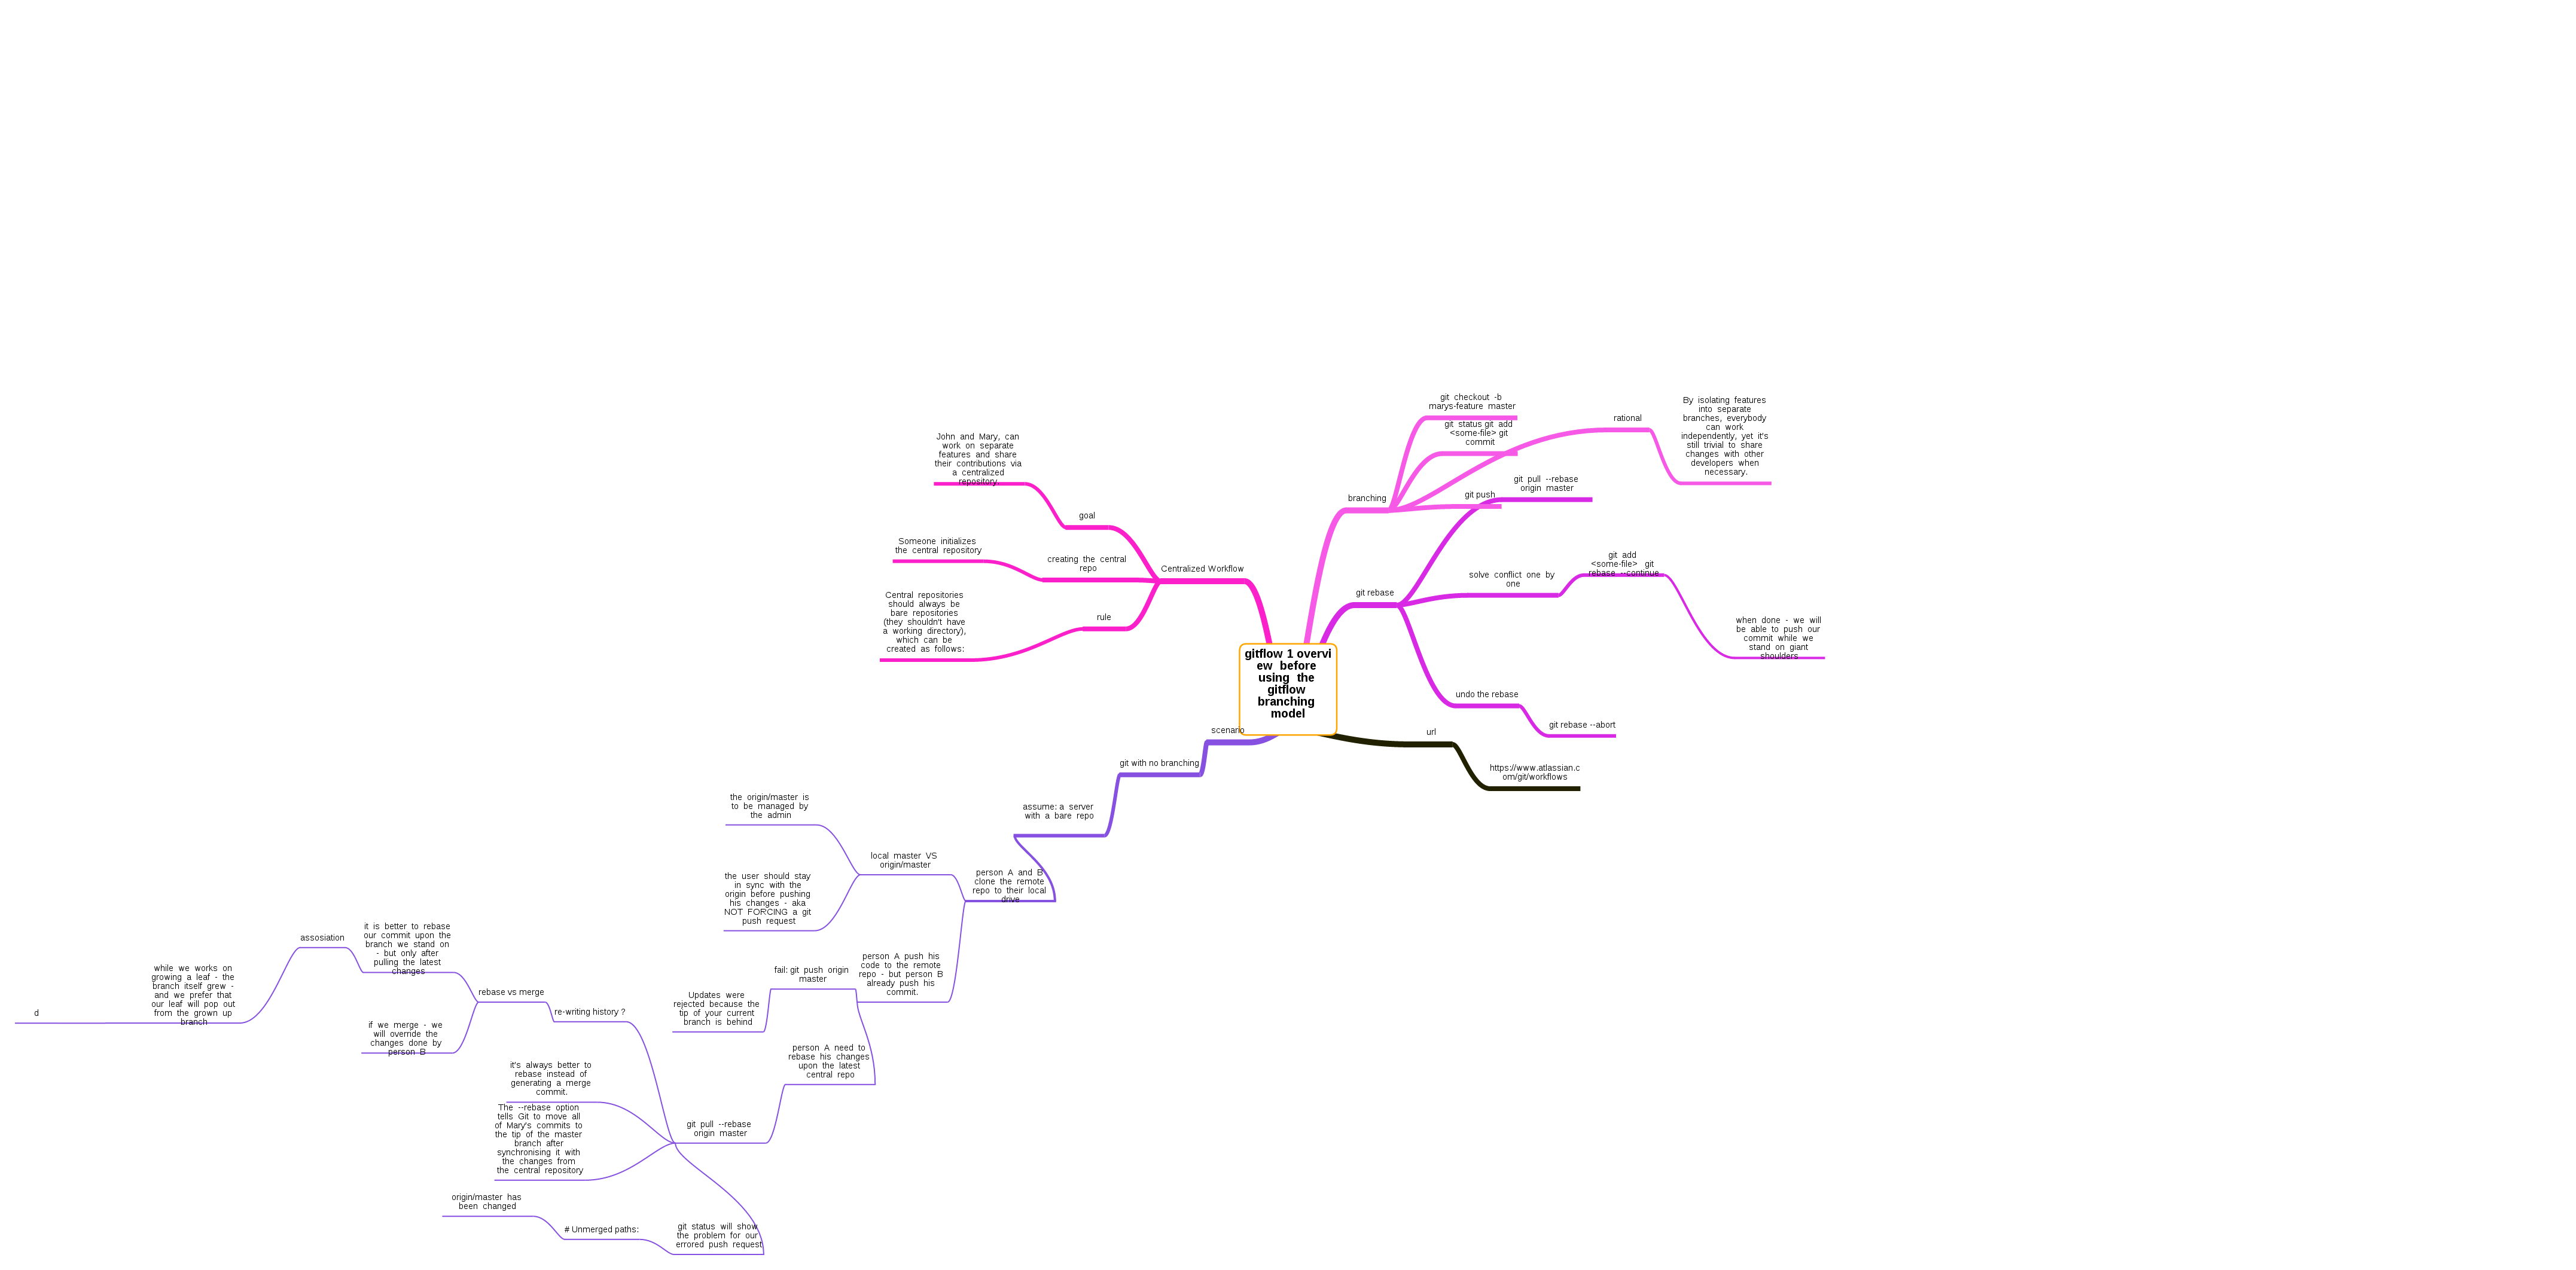 gitflow 1 overvi
ew before
using the
gitflow
branching
model
branching
git checkout -b
marys-feature master
git status git add
<some-file> git
commit
rational
By isolating features
into separate
branches, everybody
can work
independently, yet it's
still trivial to share
changes with other
developers when
necessary.
git push
git rebase
git pull --rebase
origin master
solve conflict one by
one
git add
<some-file> git
rebase --continue
when done - we will
be able to push our
commit while we
stand on giant
shoulders
undo the rebase
git rebase --abort
url
https://www.atlassian.c
om/git/workflows
Centralized Workflow
goal
John and Mary, can
work on separate
features and share
their contributions via
a centralized
repository.
creating the central
repo
Someone initializes
the central repository
rule
Central repositories
should always be
bare repositories
(they shouldn't have
a working directory),
which can be
created as follows:
scenario
git with no branching
assume: a server
with a bare repo
person A and B
clone the remote
repo to their local
drive
local master VS
origin/master
the origin/master is
to be managed by
the admin
the user should stay
in sync with the
origin before pushing
his changes - aka
NOT FORCING a git
push request
person A push his
code to the remote
repo - but person B
already push his
commit.
fail: git push origin
master
Updates were
rejected because the
tip of your current
branch is behind
person A need to
rebase his changes
upon the latest
central repo
git pull --rebase
origin master
re-writing history ?
rebase vs merge
it is better to rebase
our commit upon the
branch we stand on
- but only after
pulling the latest
changes
assosiation
while we works on
growing a leaf - the
branch itself grew -
and we prefer that
our leaf will pop out
from the grown up
branch
d
if we merge - we
will override the
changes done by
person B
it's always better to
rebase instead of
generating a merge
commit.
The --rebase option
tells Git to move all
of Mary's commits to
the tip of the master
branch after
synchronising it with
the changes from
the central repository
git status will show
the problem for our
errored push request
# Unmerged paths:
origin/master has
been changed